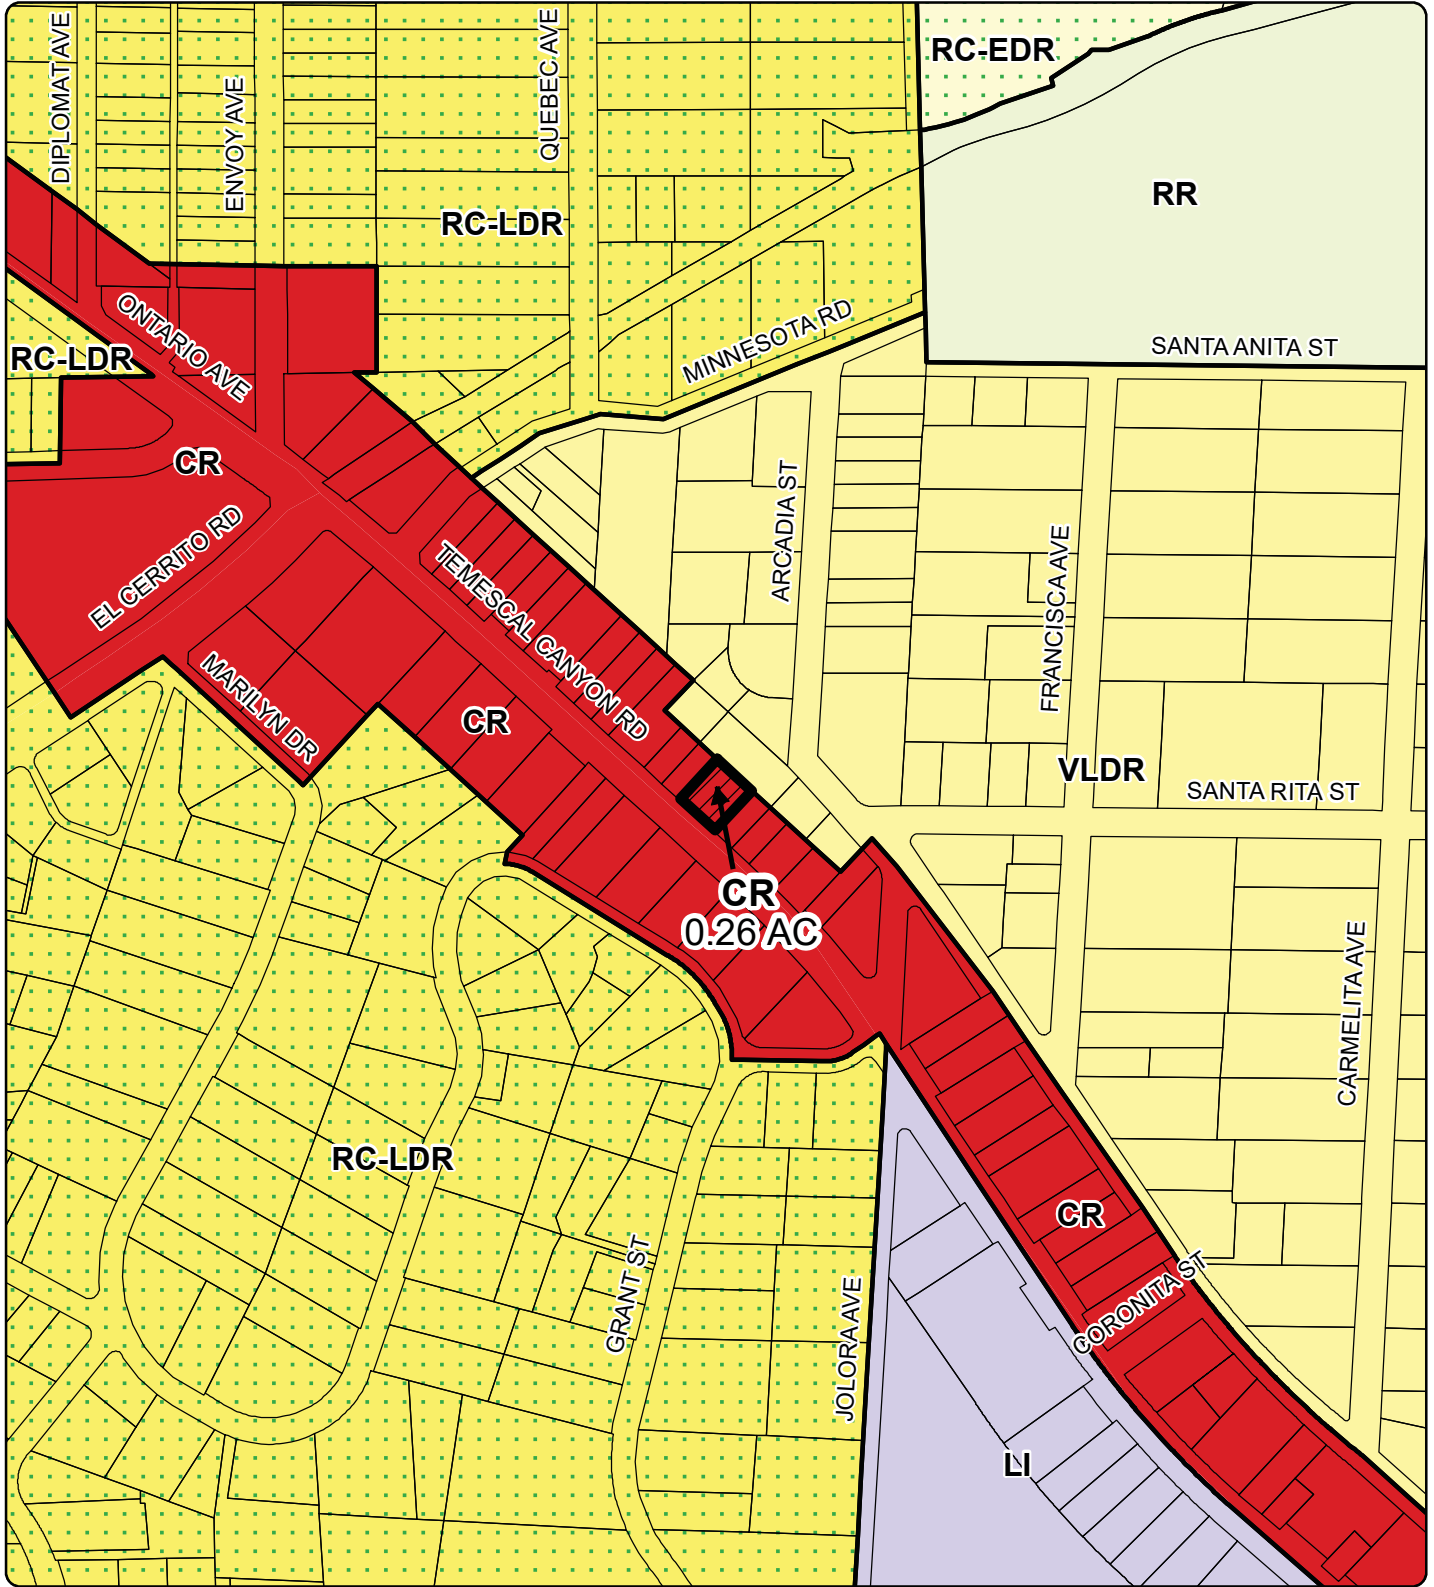 DIPLOMAT AVE
ENVOY AVE
QUEBEC AVE
RC-EDR
RR
RC-LDR
ONTARIO AVE
MINNESOTA RD
SANTA ANITA ST
RC-LDR
CR
ARCADIA ST
EL CERRITO RD
TEMESCAL CANYON RD
FRANCISCA AVE
MARILYN DR
CR
VLDR
SANTA RITA ST
CR
0.26 AC
CARMELITA AVE
RC-LDR
CR
GRANT ST
JOLORA AVE
CORONITA ST
LI